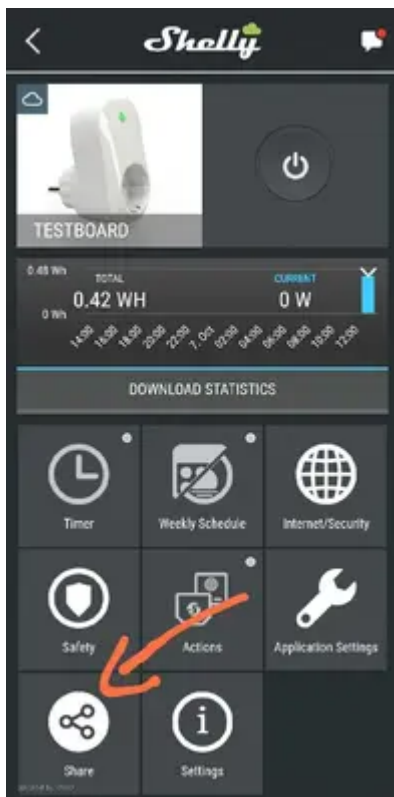 Shelly
TESTBOARD
0.48 Wh
TOTAL
CURRENT
0.42 WH
0 W
0 Wh
14:00 16:00 18:00 20:00 22:00 7. Oct 02:00 04:00 06:00 08:00 10:00 12:00
DOWNLOAD STATISTICS
Timer
Weekly Schedule
Internet/Security
Safety
Actions
Application Settings
Share
Settings